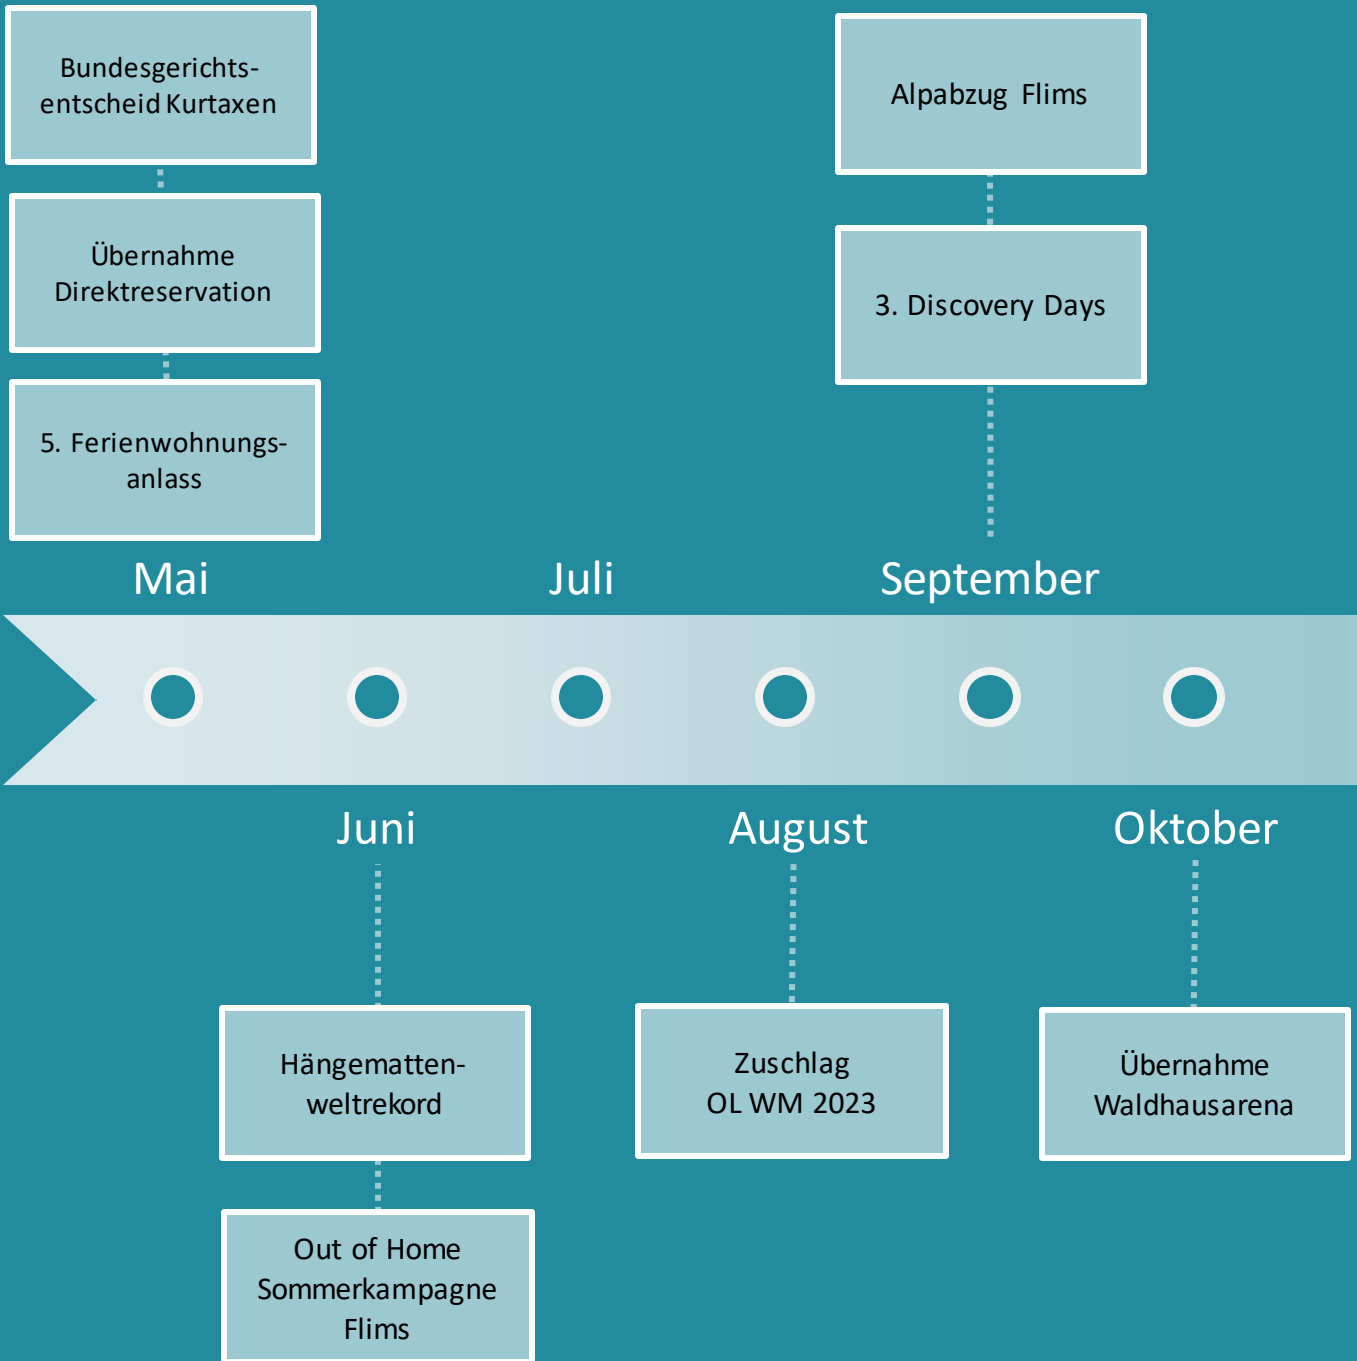 Bundesgerichts-
entscheid Kurtaxen
Übernahme
Direktreservation
5. Ferienwohnungs-
anlass
Alpabzug Flims
3. Discovery Days
Mai
Juli
September
Juni
August
Oktober
Hängematten-
weltrekord
Out of Home
Sommerkampagne
Flims
Zuschlag
OL WM 2023
Übernahme
Waldhausarena